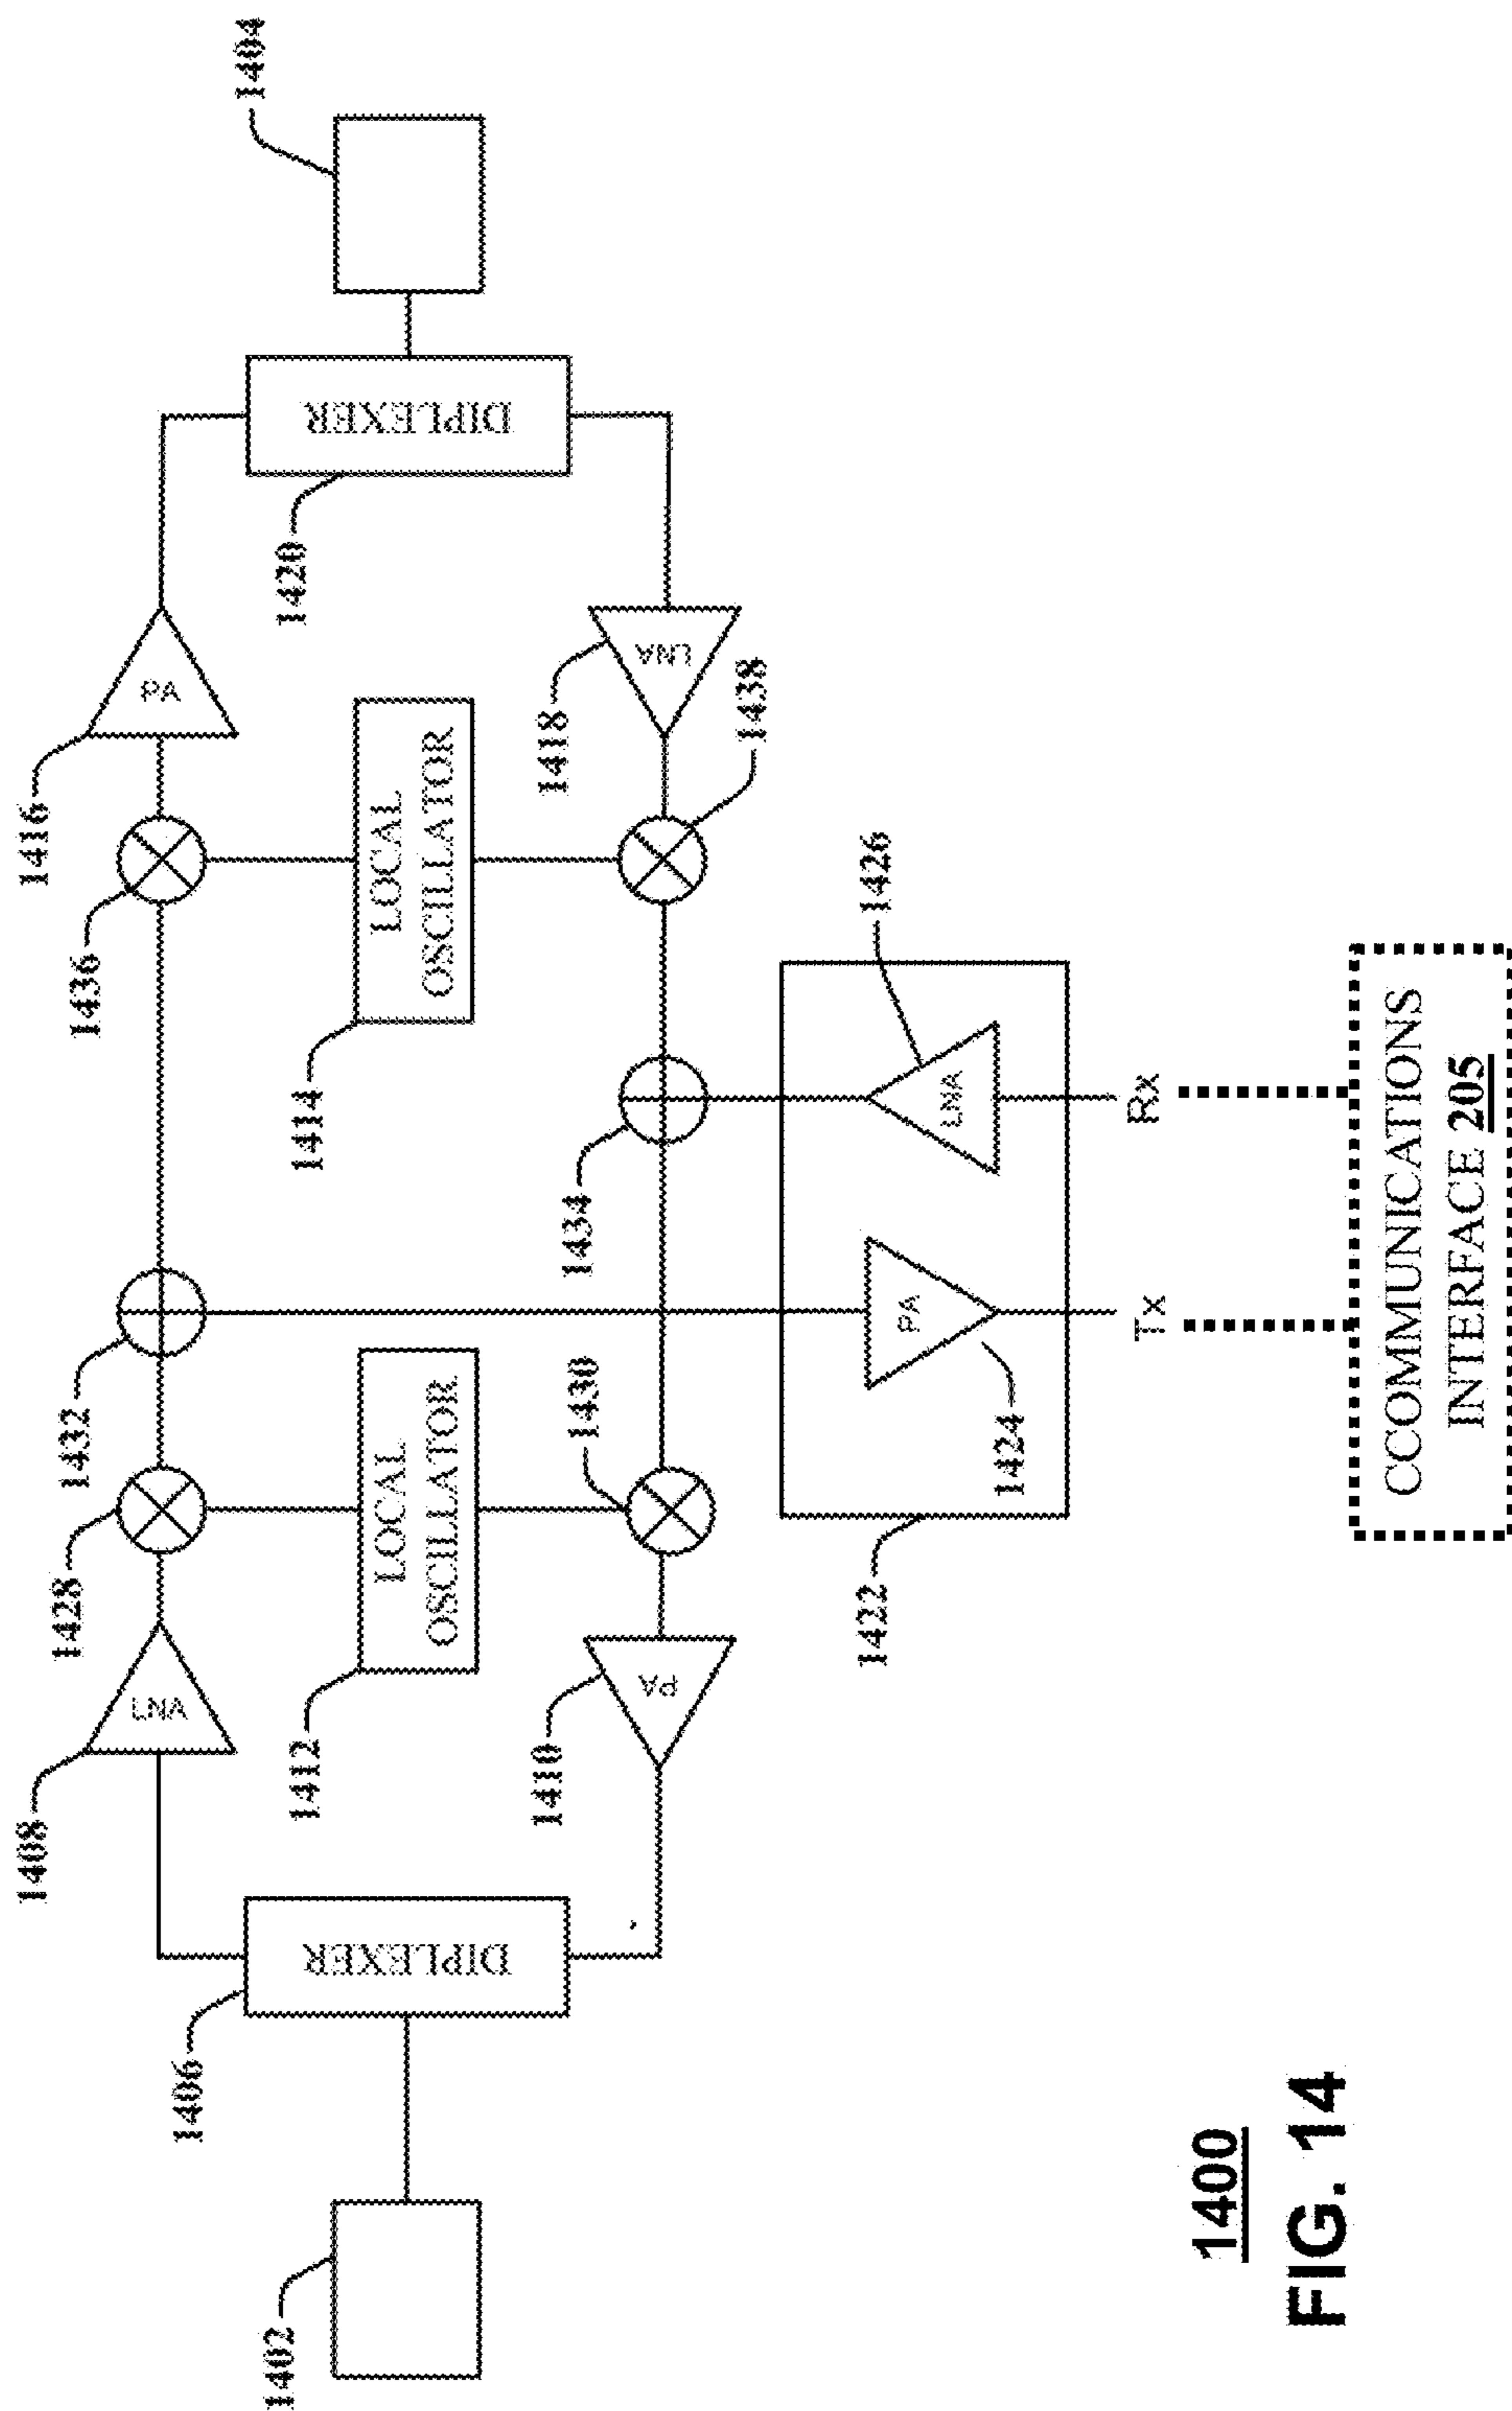 1404
1416
PA
1436
1420
DIPLEXER
LOCAL
OSCILLATOR
1414
1418
LNA
1438
1432
1434
1426
LNA
1428
LOCAL
OSCILLATOR
1412
1430
PA
1424
1422
Rx
Tx
CCOMMUNICATIONS
INTERFACE 205
1408
LNA
1410
PA
1406
DIPLEXER
1402
1400
FIG. 14